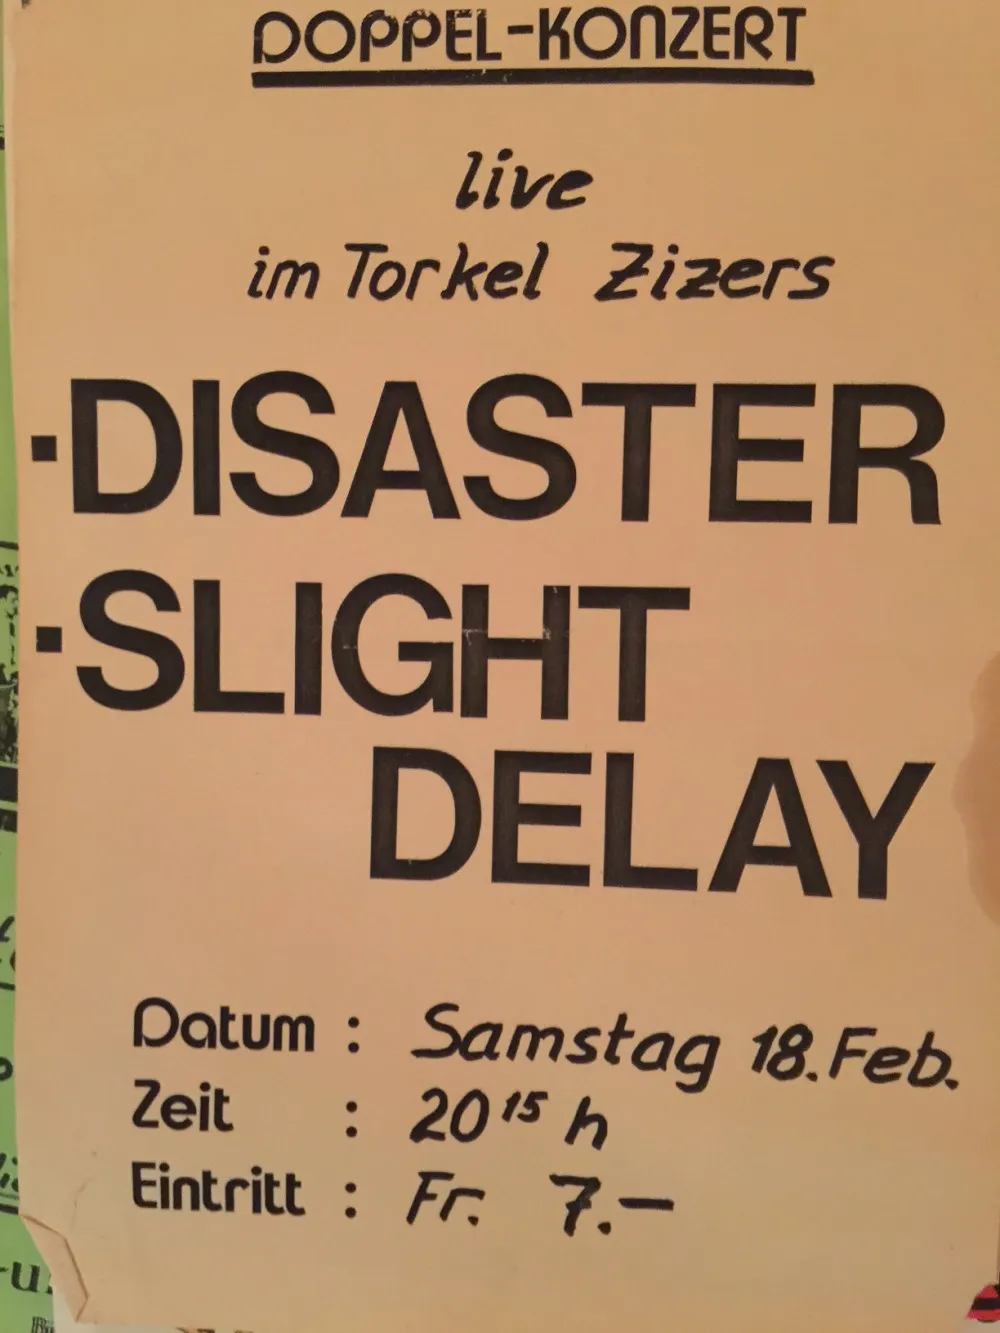 DOPPEL-KONZERT
live
im Torkel Zizers
·DISASTER
·SLIGHT
DELAY
Datum : Samstag 18. Feb.
Zeit : 20¹⁵ h
Eintritt : Fr. 7.—